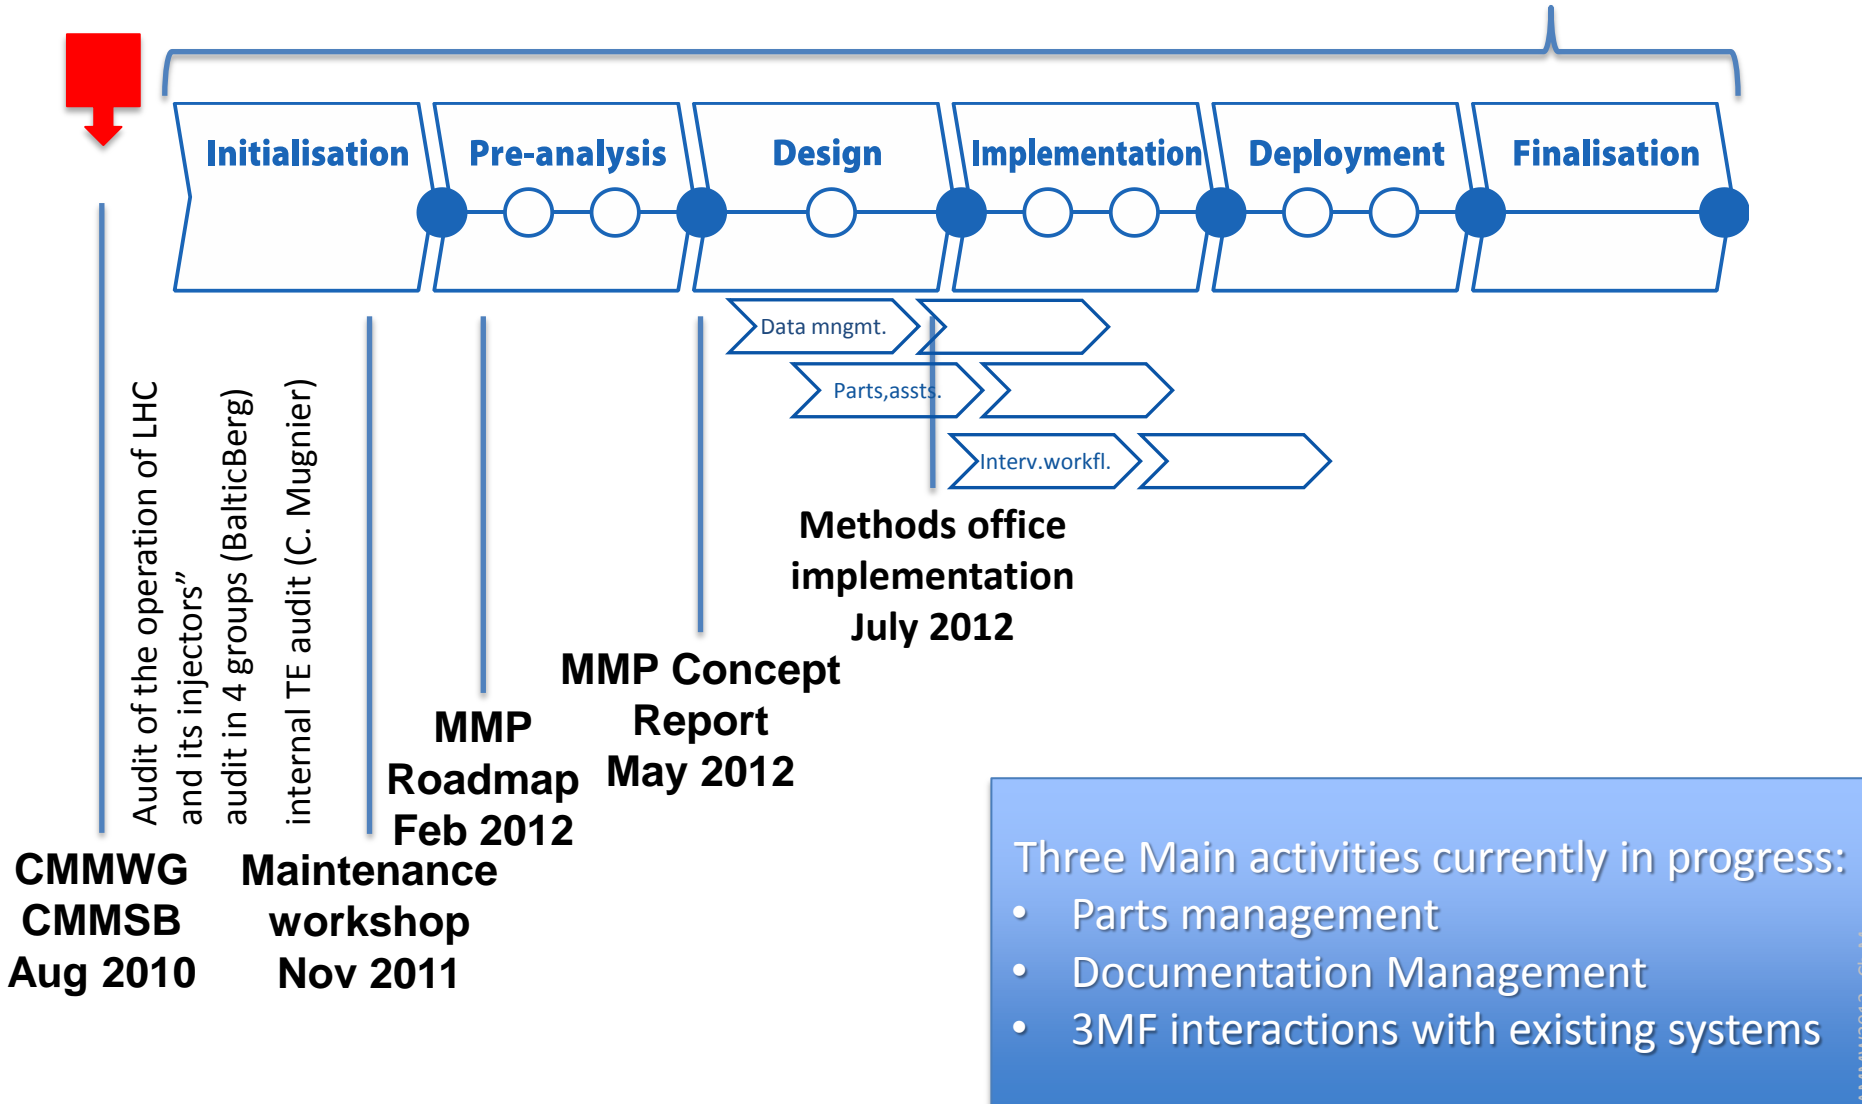 Initialisation
Pre-analysis
Design
Implementation
Deployment
Finalisation
Data mngmt.
Parts,assts.
Interv.workfl.
Audit of the operation of LHC
and its injectors”
audit in 4 groups (BalticBerg)
internal TE audit (C. Mugnier)
CMMWG
CMMSB
Aug 2010
Maintenance
workshop
Nov 2011
MMP
Roadmap
Feb 2012
MMP Concept
Report
May 2012
Methods office
implementation
July 2012
Three Main activities currently in progress:
• Parts management
• Documentation Management
• 3MF interactions with existing systems